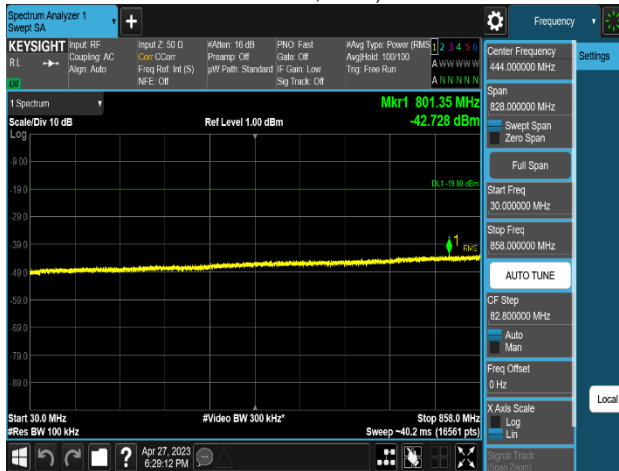 Spectrum Analyzer 1
Swept SA
+
Frequency
KEYSIGHT
RL
Input: RF
Coupling: AC
Align: Auto
Input Z: 50 Ω
Corr CCorr
Freq Ref: Int (S)
NFE: Off
#Atten: 16 dB
Preamp: Off
µW Path: Standard
PNO: Fast
Gate: Off
IF Gain: Low
Sig Track: Off
#Avg Type: Power (RMS
Avg|Hold: 100/100
Trig: Free Run
1 2 3 4 5 6
A W W W W W
A N N N N N
1 Spectrum
Scale/Div 10 dB
Log
Ref Level 1.00 dBm
Mkr1 801.35 MHz
-42.728 dBm
-9.00
-19.0
-29.0
-39.0
-49.0
-59.0
-69.0
-79.0
-89.0
DL1 -19.00 dBm
1
RMS
Start 30.0 MHz
#Res BW 100 kHz
#Video BW 300 kHz*
Stop 858.0 MHz
Sweep ~40.2 ms (16561 pts)
Center Frequency
444.000000 MHz
Settings
Span
828.000000 MHz
Swept Span
Zero Span
Full Span
Start Freq
30.000000 MHz
Stop Freq
858.000000 MHz
AUTO TUNE
CF Step
82.800000 MHz
Auto
Man
Freq Offset
0 Hz
X Axis Scale
Log
Lin
Local
Signal Track
(Span Zoom)
?
Apr 27, 2023
6:29:12 PM